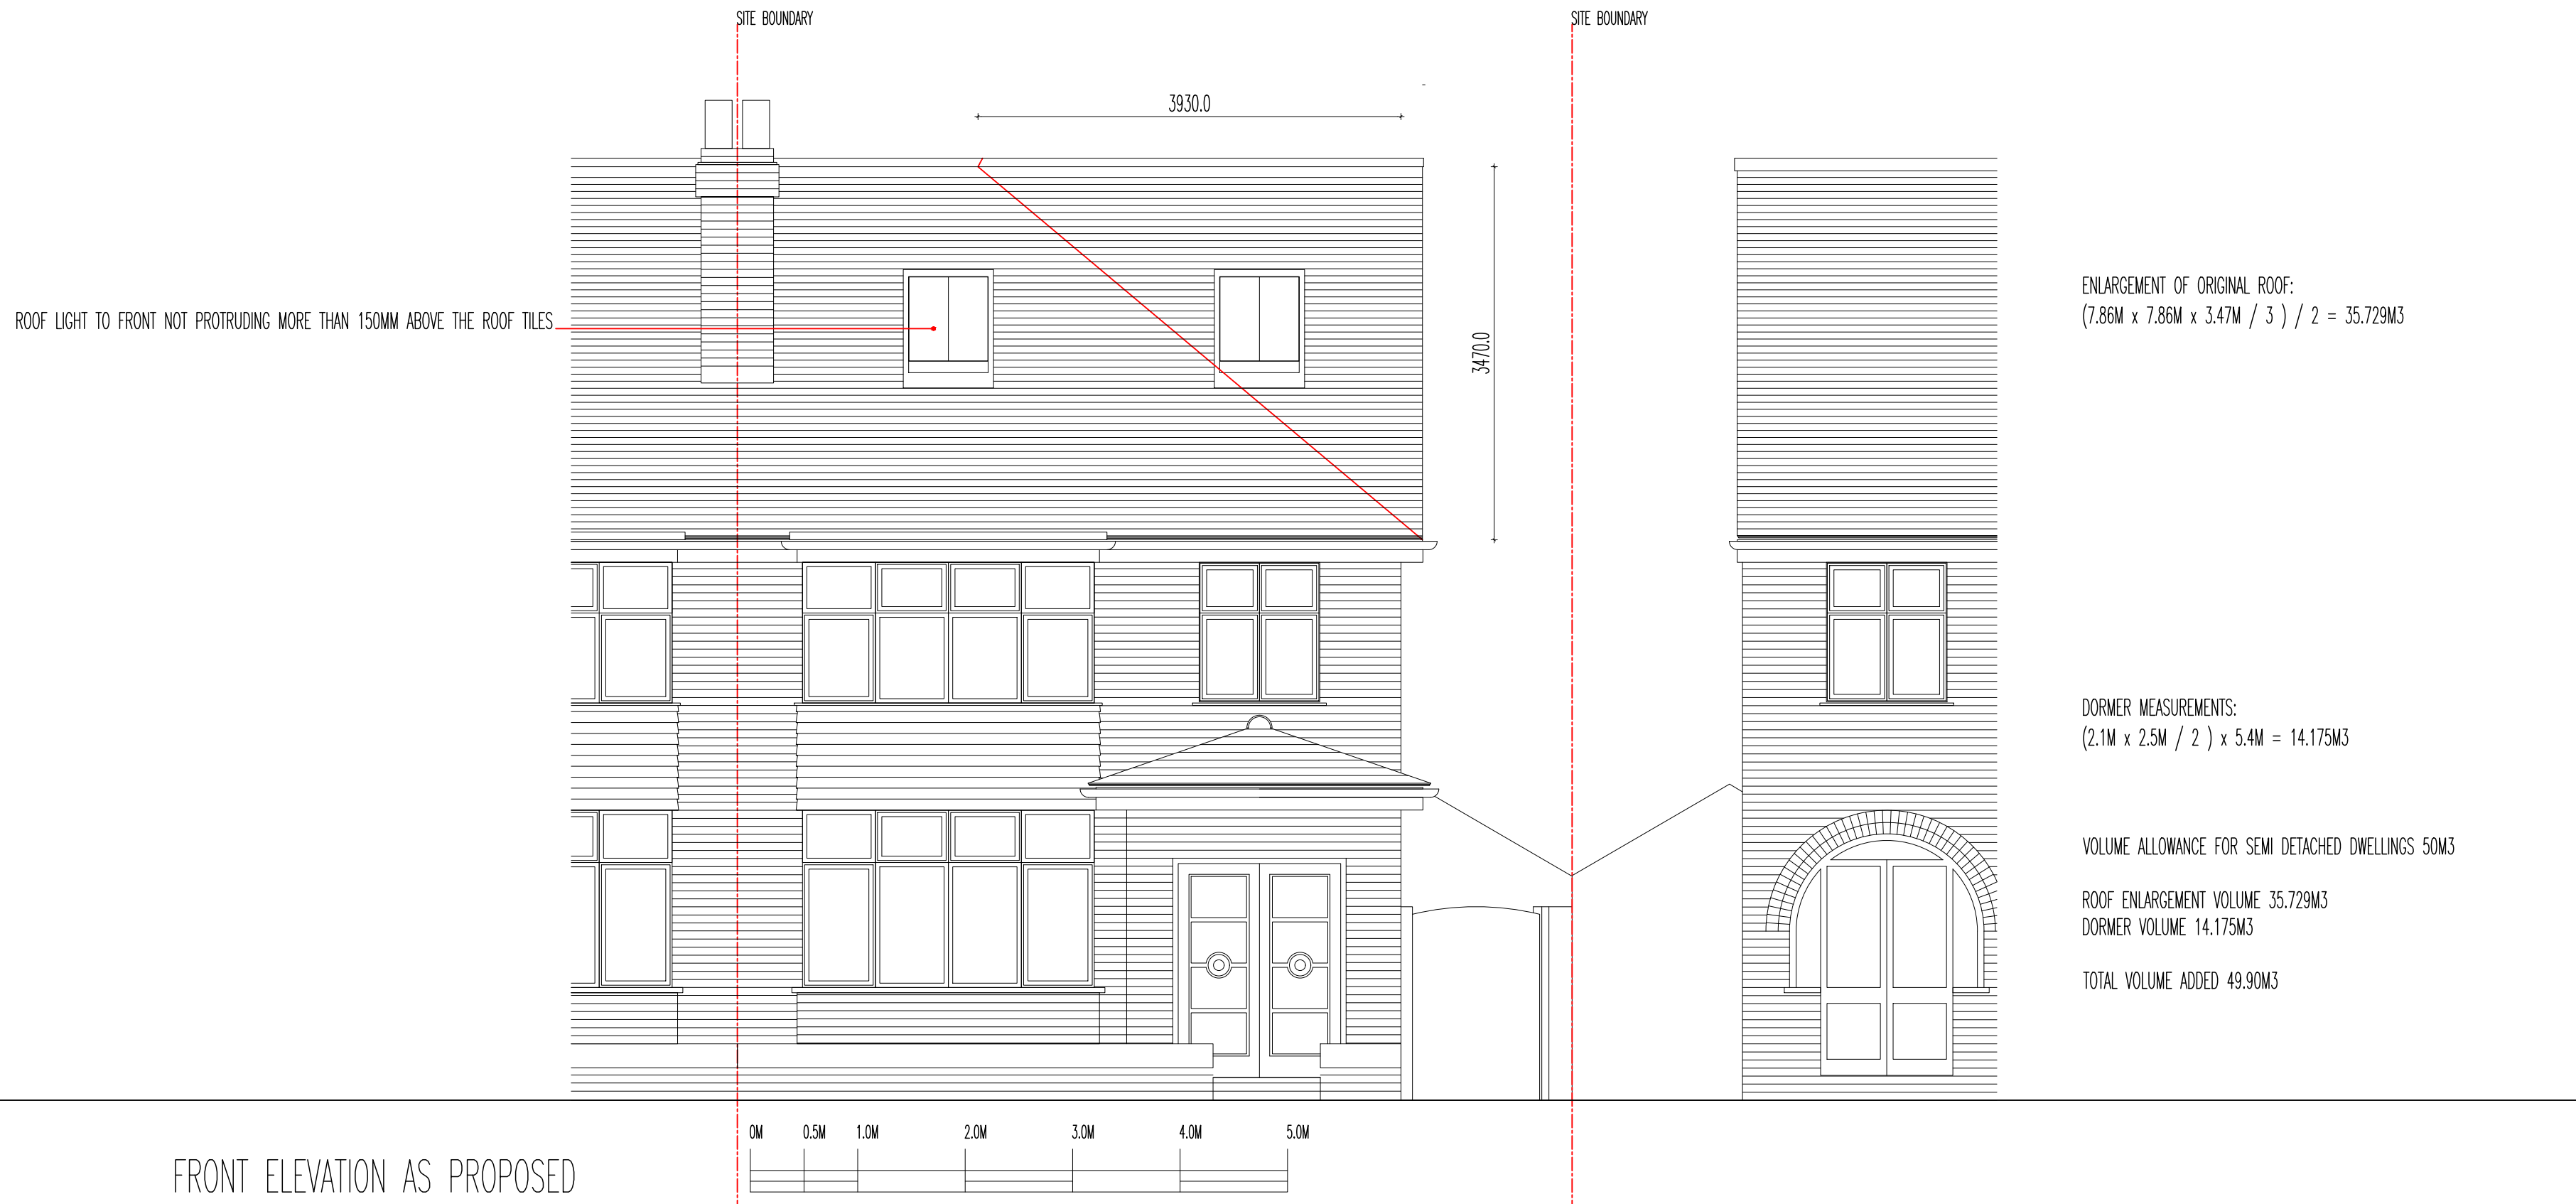 SITE BOUNDARY
SITE BOUNDARY
3930.0
3470.0
ROOF LIGHT TO FRONT NOT PROTRUDING MORE THAN 150MM ABOVE THE ROOF TILES
ENLARGEMENT OF ORIGINAL ROOF:
(7.86M x 7.86M x 3.47M / 3 ) / 2 = 35.729M3
DORMER MEASUREMENTS:
(2.1M x 2.5M / 2 ) x 5.4M = 14.175M3
VOLUME ALLOWANCE FOR SEMI DETACHED DWELLINGS 50M3
ROOF ENLARGEMENT VOLUME 35.729M3
DORMER VOLUME 14.175M3
TOTAL VOLUME ADDED 49.90M3
0M 0.5M 1.0M 2.0M 3.0M 4.0M 5.0M
FRONT ELEVATION AS PROPOSED